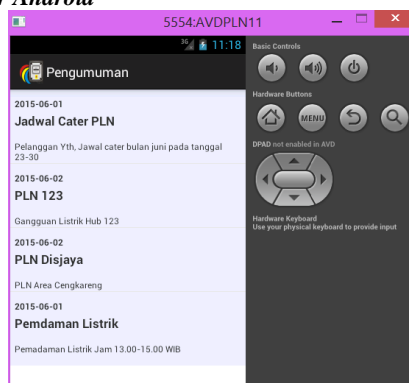 Android
5554:AVDPLN11
36 11:18
Pengumuman
2015-06-01
Jadwal Cater PLN
Pelanggan Yth, Jawal cater bulan juni pada tanggal
23-30
2015-06-02
PLN 123
Gangguan Listrik Hub 123
2015-06-02
PLN Disjaya
PLN Area Cengkareng
2015-06-01
Pemdaman Listrik
Pemadaman Listrik Jam 13.00-15.00 WIB
Basic Controls
Hardware Buttons
MENU
DPAD not enabled in AVD
Hardware Keyboard
Use your physical keyboard to provide input